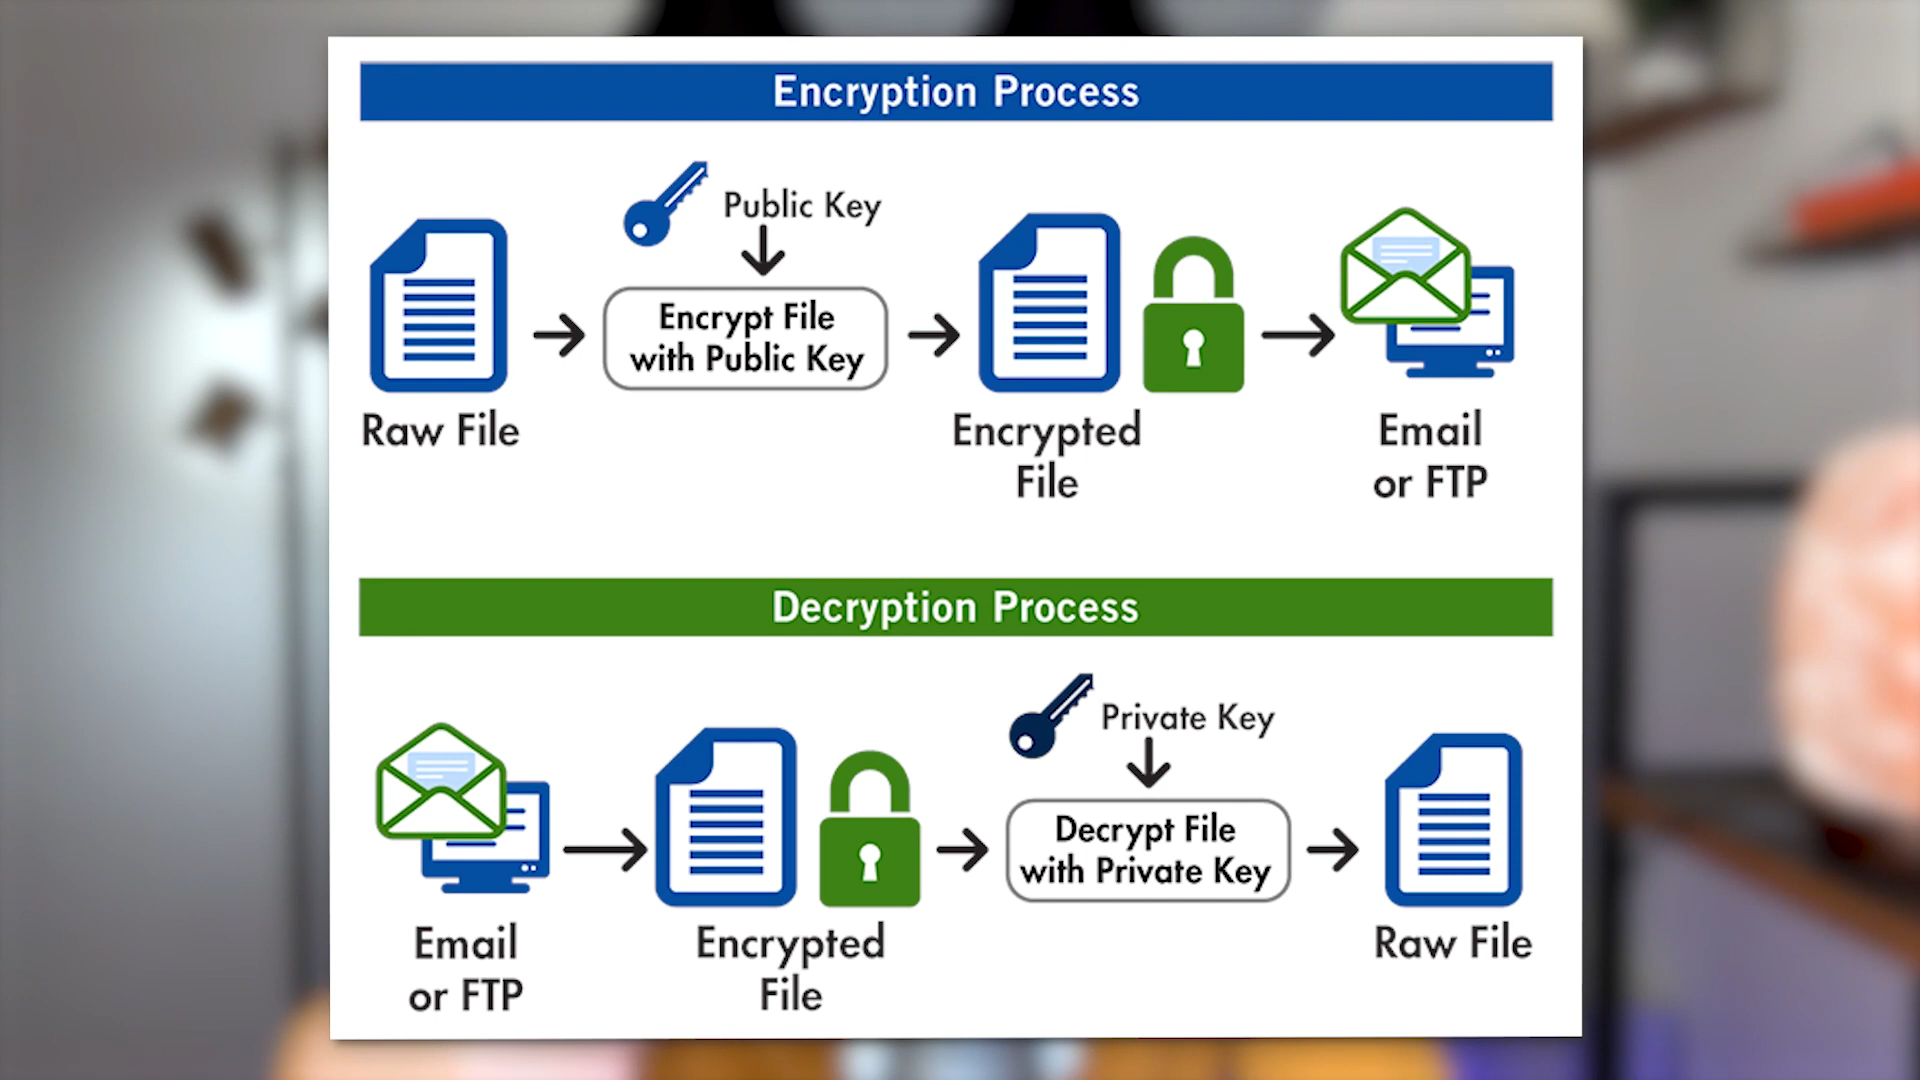 Encryption Process
Public Key
Encrypt File
with Public Key
Raw File
Encrypted
File
Email
or FTP
Decryption Process
Private Key
Decrypt File
with Private Key
Email
or FTP
Encrypted
File
Raw File